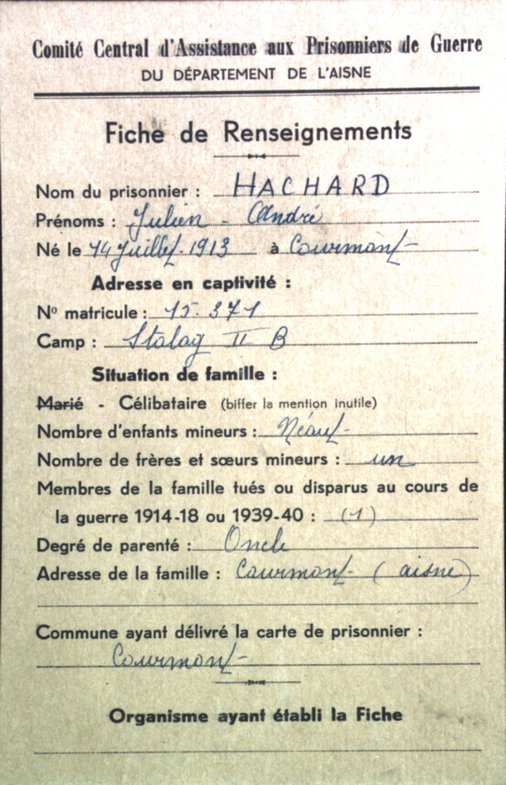 Comité Central d'Assistance aux Prisonniers de Guerre
DU DÉPARTEMENT DE L'AISNE
Fiche de Renseignements
Nom du prisonnier : HACHARD
Prénoms : Julien - André
Né le 14 Juillet 1913 à Courmont
Adresse en captivité :
No matricule : 15.371
Camp : Stalag II B
Situation de famille :
Marié - Célibataire (biffer la mention inutile)
Nombre d'enfants mineurs : Néant
Nombre de frères et sœurs mineurs : un
Membres de la famille tués ou disparus au cours de
la guerre 1914-18 ou 1939-40 : (1)
Degré de parenté : Oncle
Adresse de la famille : Courmont (aisne)
Commune ayant délivré la carte de prisonnier :
Courmont
Organisme ayant établi la Fiche